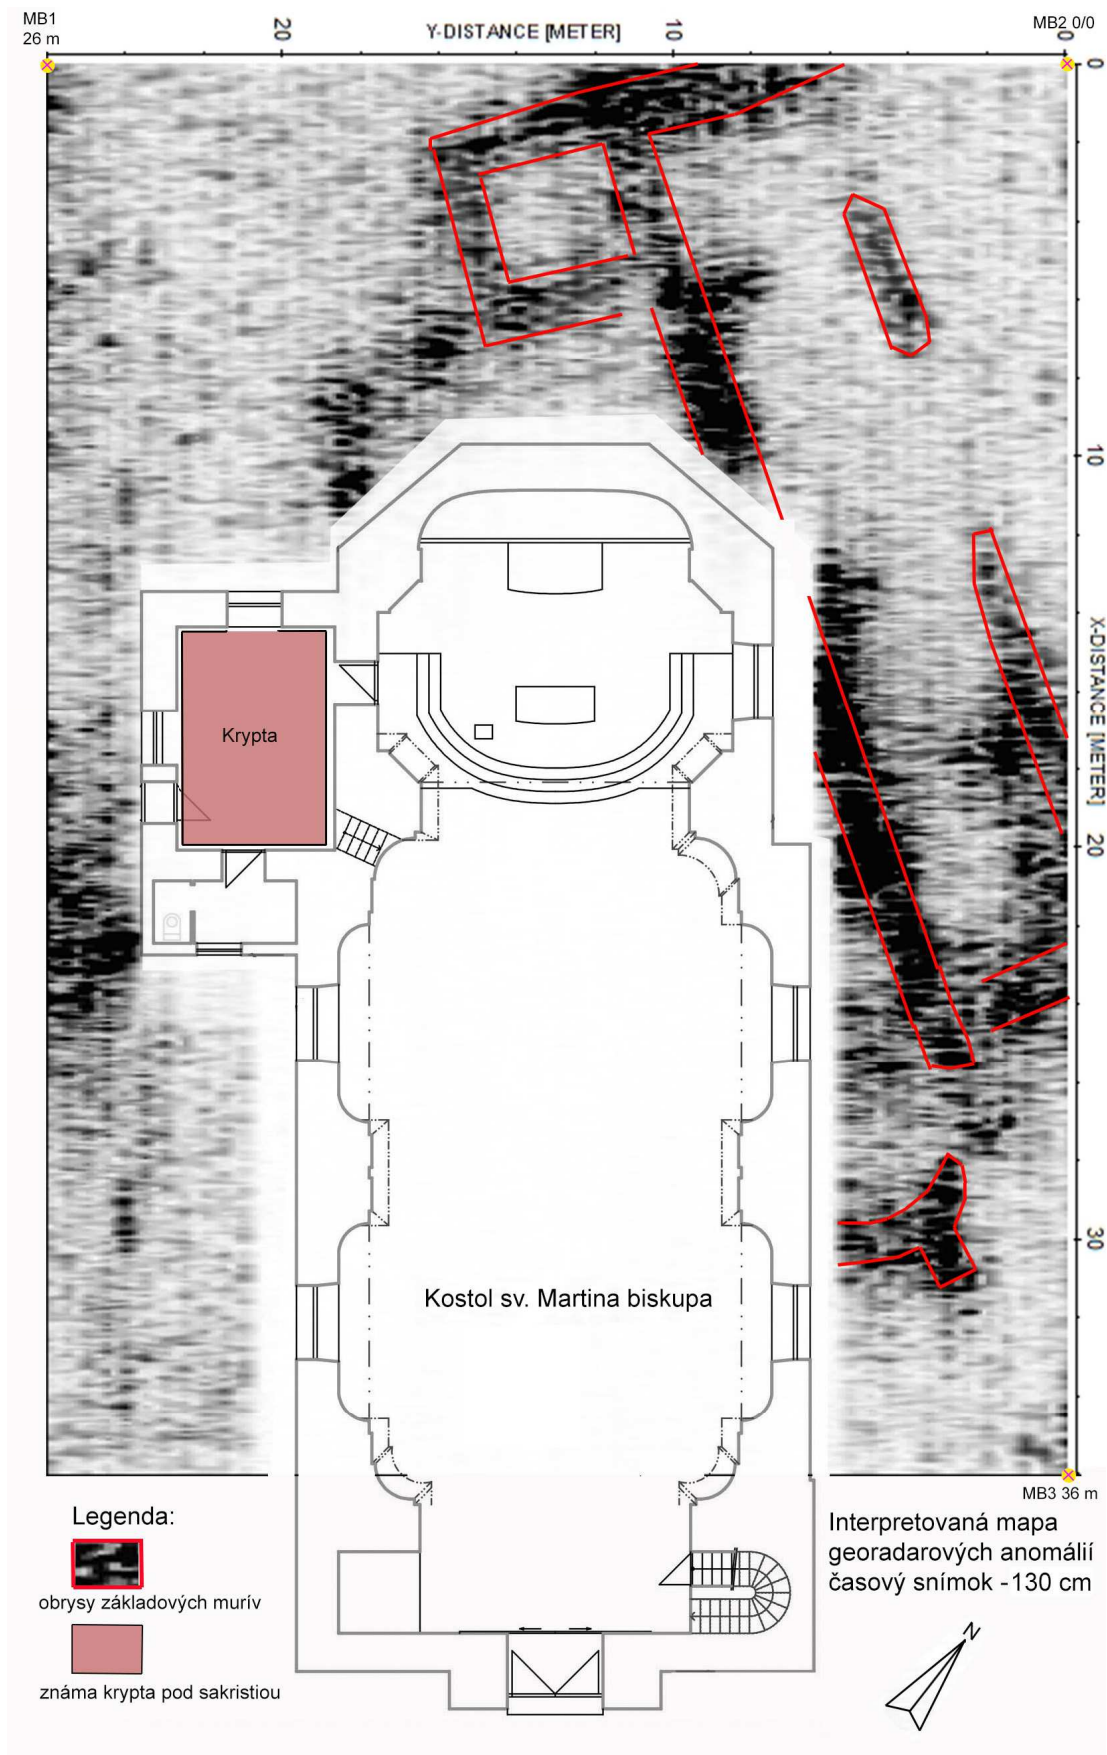 MB1
26 m
20
Y-DISTANCE [METER]
10
MB2 0/0
0
0
10
X-DISTANCE [METER]
20
30
Krypta
Kostol sv. Martina biskupa
MB3 36 m
Legenda:
obrysy základových murív
známa krypta pod sakristiou
Interpretovaná mapa
georadarových anomálií
časový snímok -130 cm
N